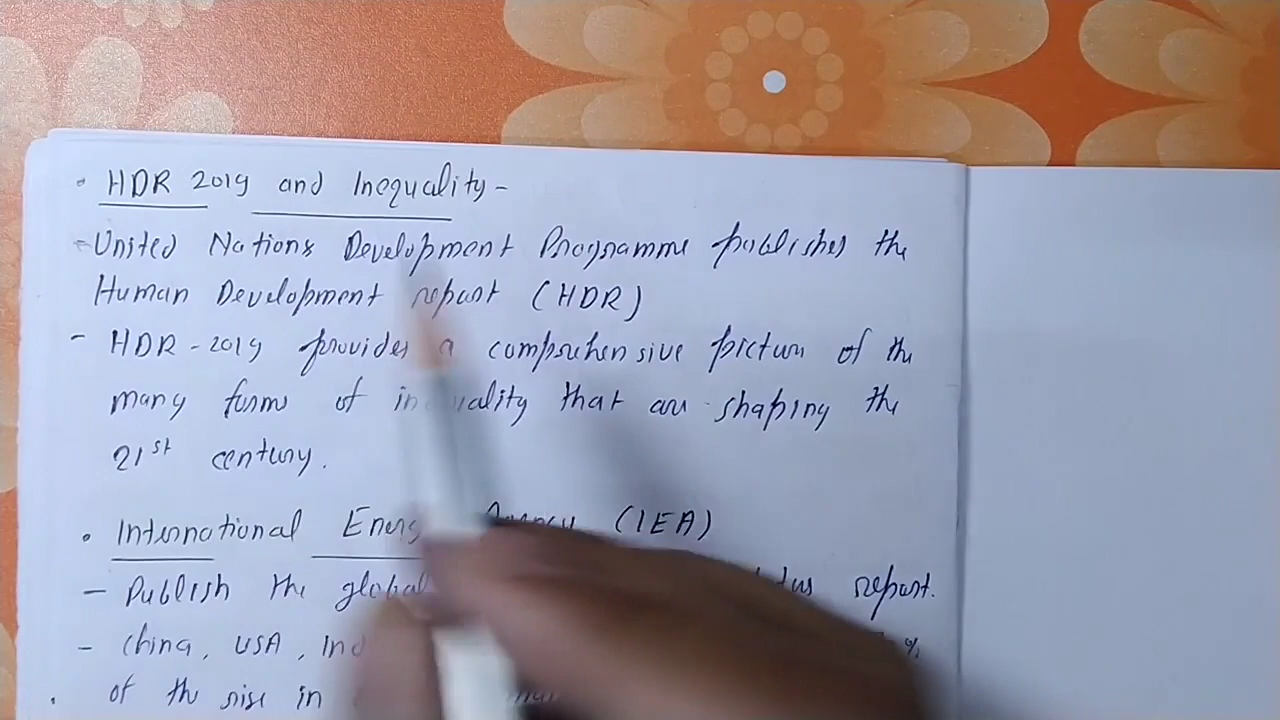 • HDR 2019 and Inequality -
- United Nations Development Programme publishes the
Human Development report (HDR)
- HDR - 2019 provides a comprehensive picture of the
many forms of inequality that are shaping the
21st century.
• International Energy Agency (IEA)
- Publish the global report.
- China, USA, %
of the rise in